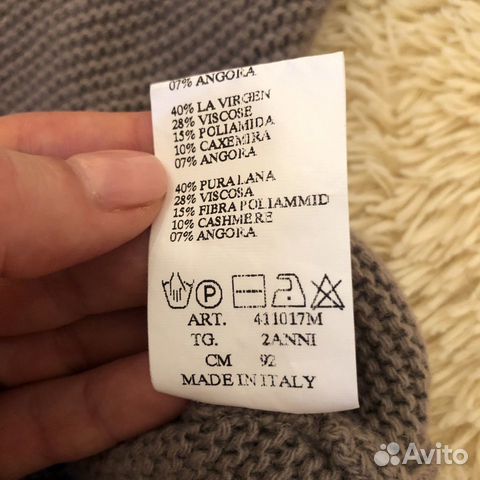 07% ANGORA
40% LA VIRGEN
28% VISCOSE
15% POLIAMIDA
10% CAXEMIRA
07% ANGORA
40% PURA LANA
28% VISCOSA
15% FIBRA POLIAMMID
10% CASHMERE
07% ANGORA
P
ART. 411017M
TG. 2ANNI
CM 92
MADE IN ITALY
Avito